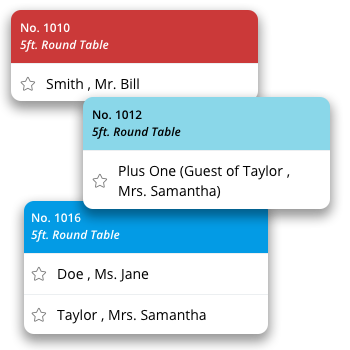 No. 1010
5ft. Round Table
Smith , Mr. Bill
No. 1012
5ft. Round Table
Plus One (Guest of Taylor ,
Mrs. Samantha)
No. 1016
5ft. Round Table
Doe , Ms. Jane
Taylor , Mrs. Samantha